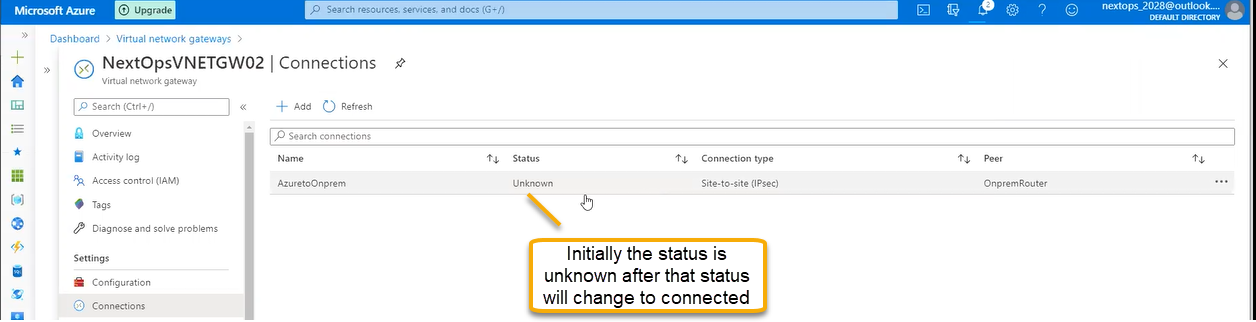 Microsoft Azure
Upgrade
Search resources, services, and docs (G+/)
2
nextops_2028@outlook....
DEFAULT DIRECTORY
Dashboard > Virtual network gateways >
NextOpsVNETGW02 | Connections
Virtual network gateway
Search (Ctrl+/)
Add
Refresh
Overview
Activity log
Access control (IAM)
Tags
Diagnose and solve problems
Settings
Configuration
Connections
Search connections
Name Status Connection type Peer
AzuretoOnprem Unknown Site-to-site (IPsec) OnpremRouter
Initially the status is
unknown after that status
will change to connected